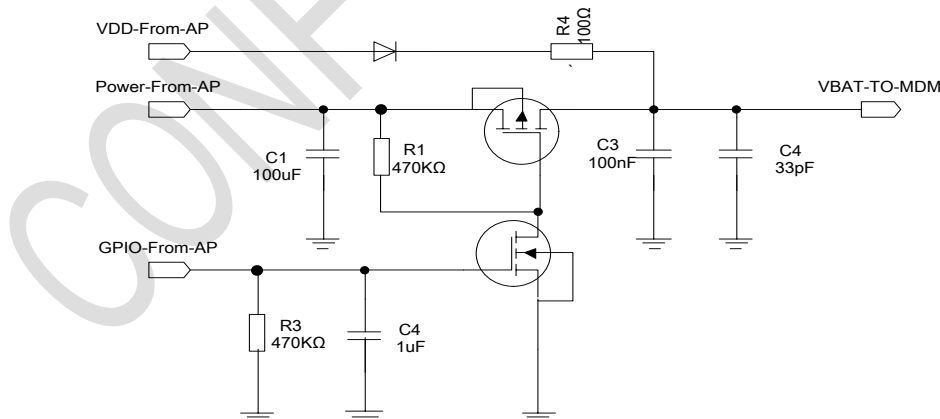 VDD-From-AP
R4
100Ω
Power-From-AP
VBAT-TO-MDM
C1
100uF
R1
470KΩ
C3
100nF
C4
33pF
GPIO-From-AP
R3
470KΩ
C4
1uF